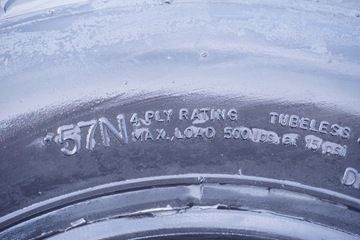 57N
4 PLY RATING TUBELESS
MAX. LOAD 500 LBS AT 15 PSI